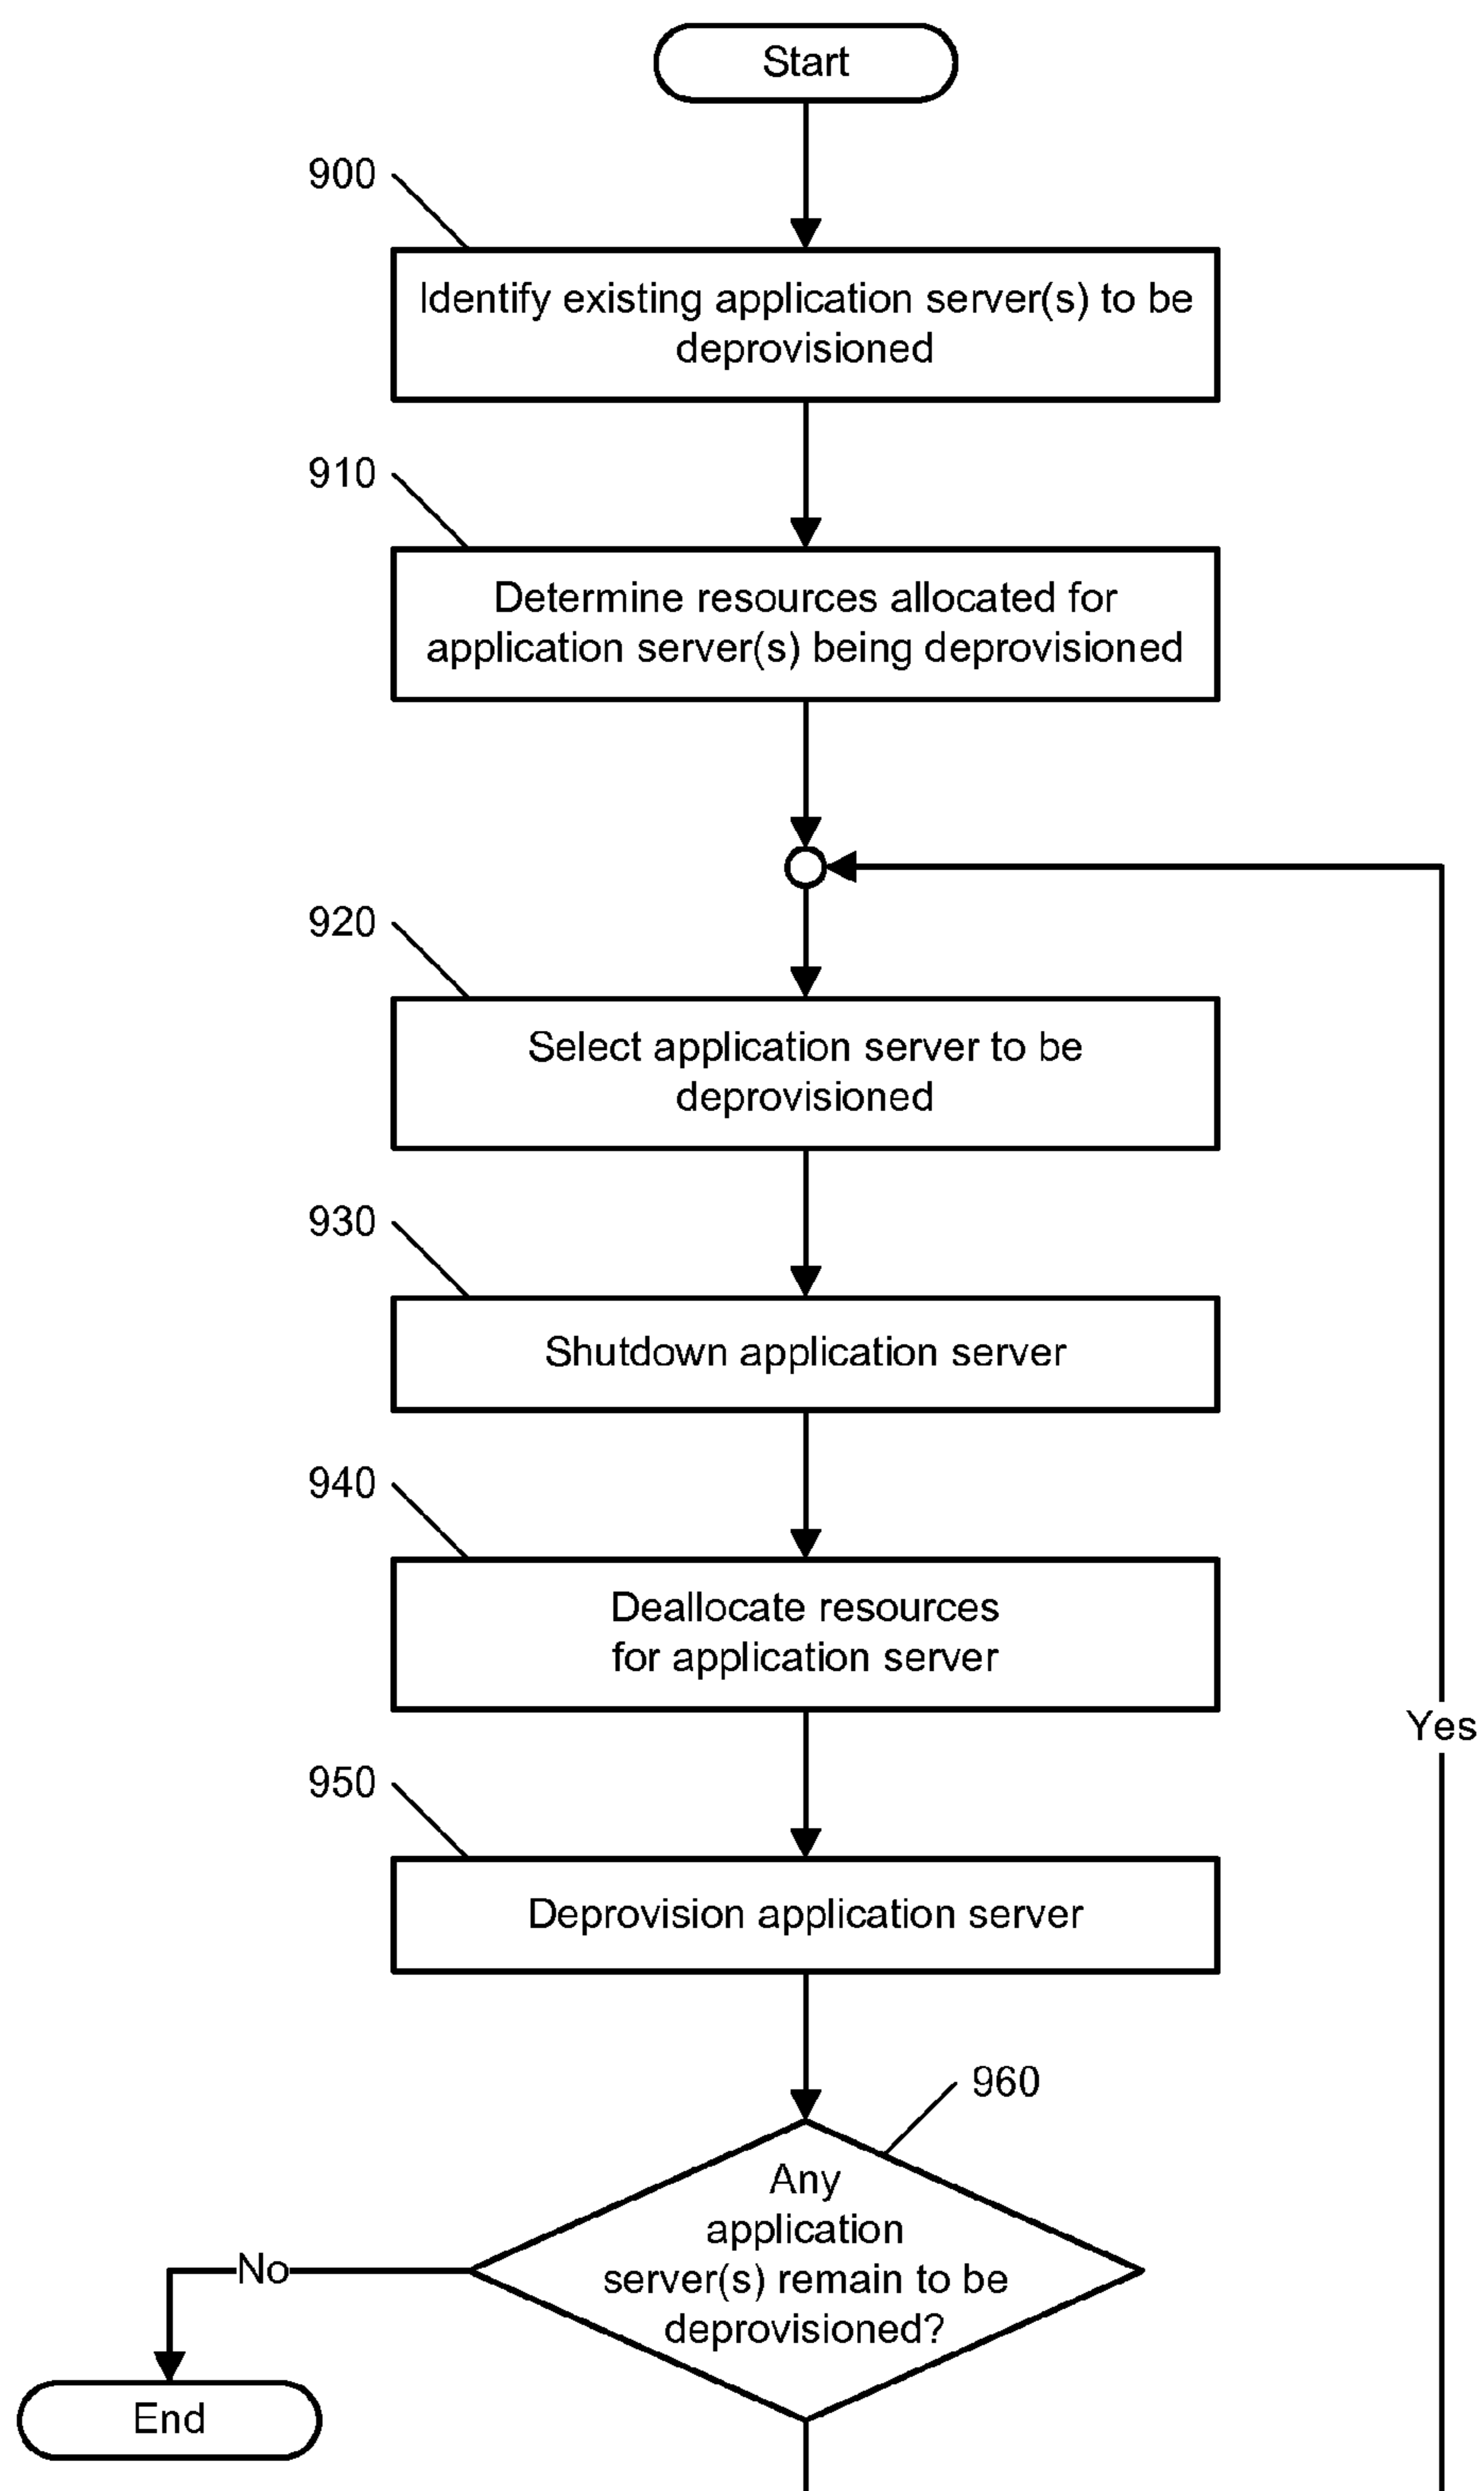 Start
900
Identify existing application server(s) to be
deprovisioned
910
Determine resources allocated for
application server(s) being deprovisioned
920
Select application server to be
deprovisioned
930
Shutdown application server
940
Deallocate resources
for application server
Yes
950
Deprovision application server
960
Any
application
server(s) remain to be
deprovisioned?
No
End